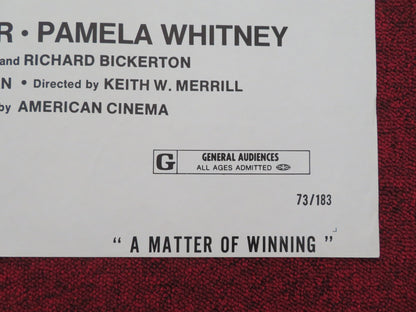 R · PAMELA WHITNEY
and RICHARD BICKERTON
N · Directed by KEITH W. MERRILL
by AMERICAN CINEMA
G GENERAL AUDIENCES
ALL AGES ADMITTED
73/183
" A MATTER OF WINNING "